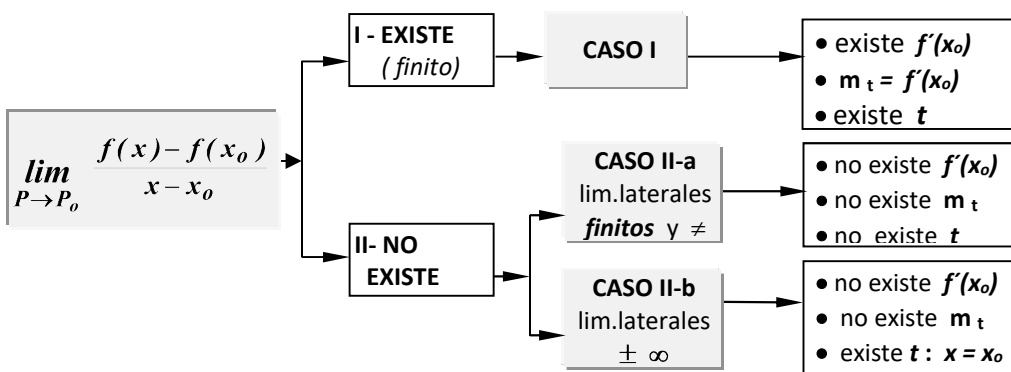 lim P→Pₒ f(x) – f(xₒ) / x – xₒ
I - EXISTE
( finito)
CASO I
• existe f´(xₒ)
• m t = f´(xₒ)
• existe t
II- NO
EXISTE
CASO II-a
lim.laterales
finitos y ≠
• no existe f´(xₒ)
• no existe m t
• no existe t
CASO II-b
lim.laterales
± ∞
• no existe f´(xₒ)
• no existe m t
• existe t : x = xₒ